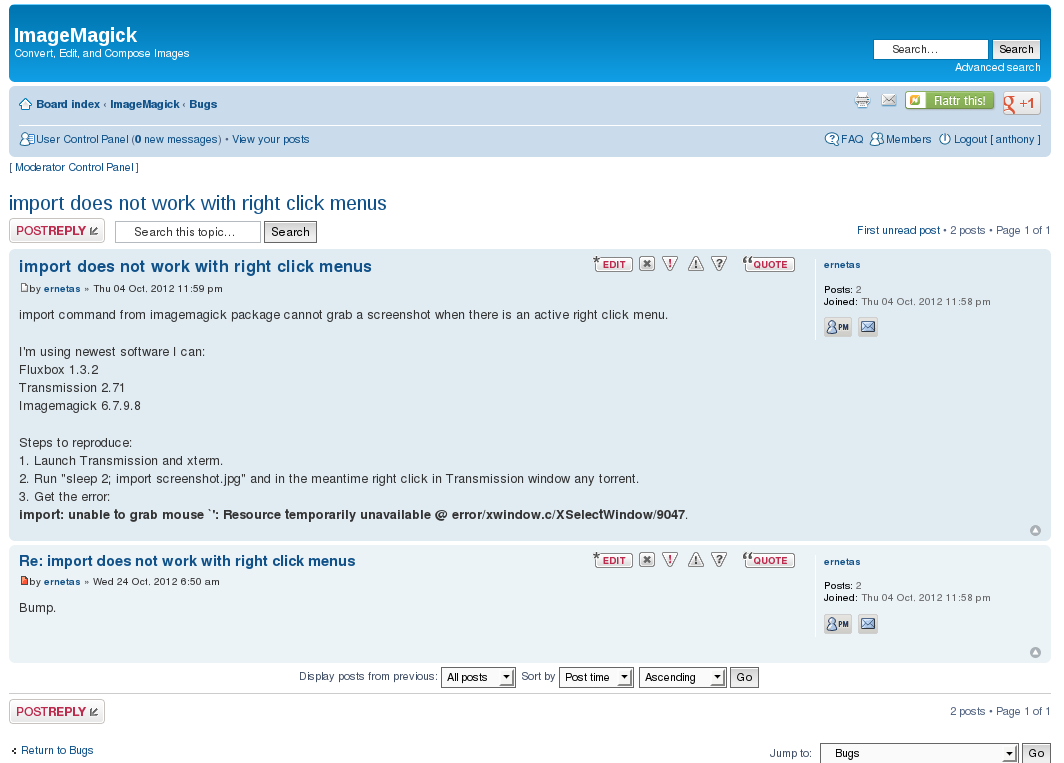 ImageMagick
Convert, Edit, and Compose Images
Search…
Search
Advanced search
Board index ‹ ImageMagick ‹ Bugs
Flattr this!
g +1
User Control Panel (0 new messages) • View your posts
FAQ Members Logout [ anthony ]
[ Moderator Control Panel ]
import does not work with right click menus
POSTREPLY
Search this topic…
Search
First unread post • 2 posts • Page 1 of 1
import does not work with right click menus
EDIT
QUOTE
by ernetas » Thu 04 Oct. 2012 11:59 pm
import command from imagemagick package cannot grab a screenshot when there is an active right click menu.
I'm using newest software I can:
Fluxbox 1.3.2
Transmission 2.71
Imagemagick 6.7.9.8
Steps to reproduce:
1. Launch Transmission and xterm.
2. Run "sleep 2; import screenshot.jpg" and in the meantime right click in Transmission window any torrent.
3. Get the error:
import: unable to grab mouse `': Resource temporarily unavailable @ error/xwindow.c/XSelectWindow/9047.
ernetas
Posts: 2
Joined: Thu 04 Oct. 2012 11:58 pm
PM
Re: import does not work with right click menus
EDIT
QUOTE
by ernetas » Wed 24 Oct. 2012 6:50 am
Bump.
ernetas
Posts: 2
Joined: Thu 04 Oct. 2012 11:58 pm
PM
Display posts from previous: All posts Sort by Post time Ascending Go
POSTREPLY
2 posts • Page 1 of 1
Return to Bugs
Jump to: Bugs Go